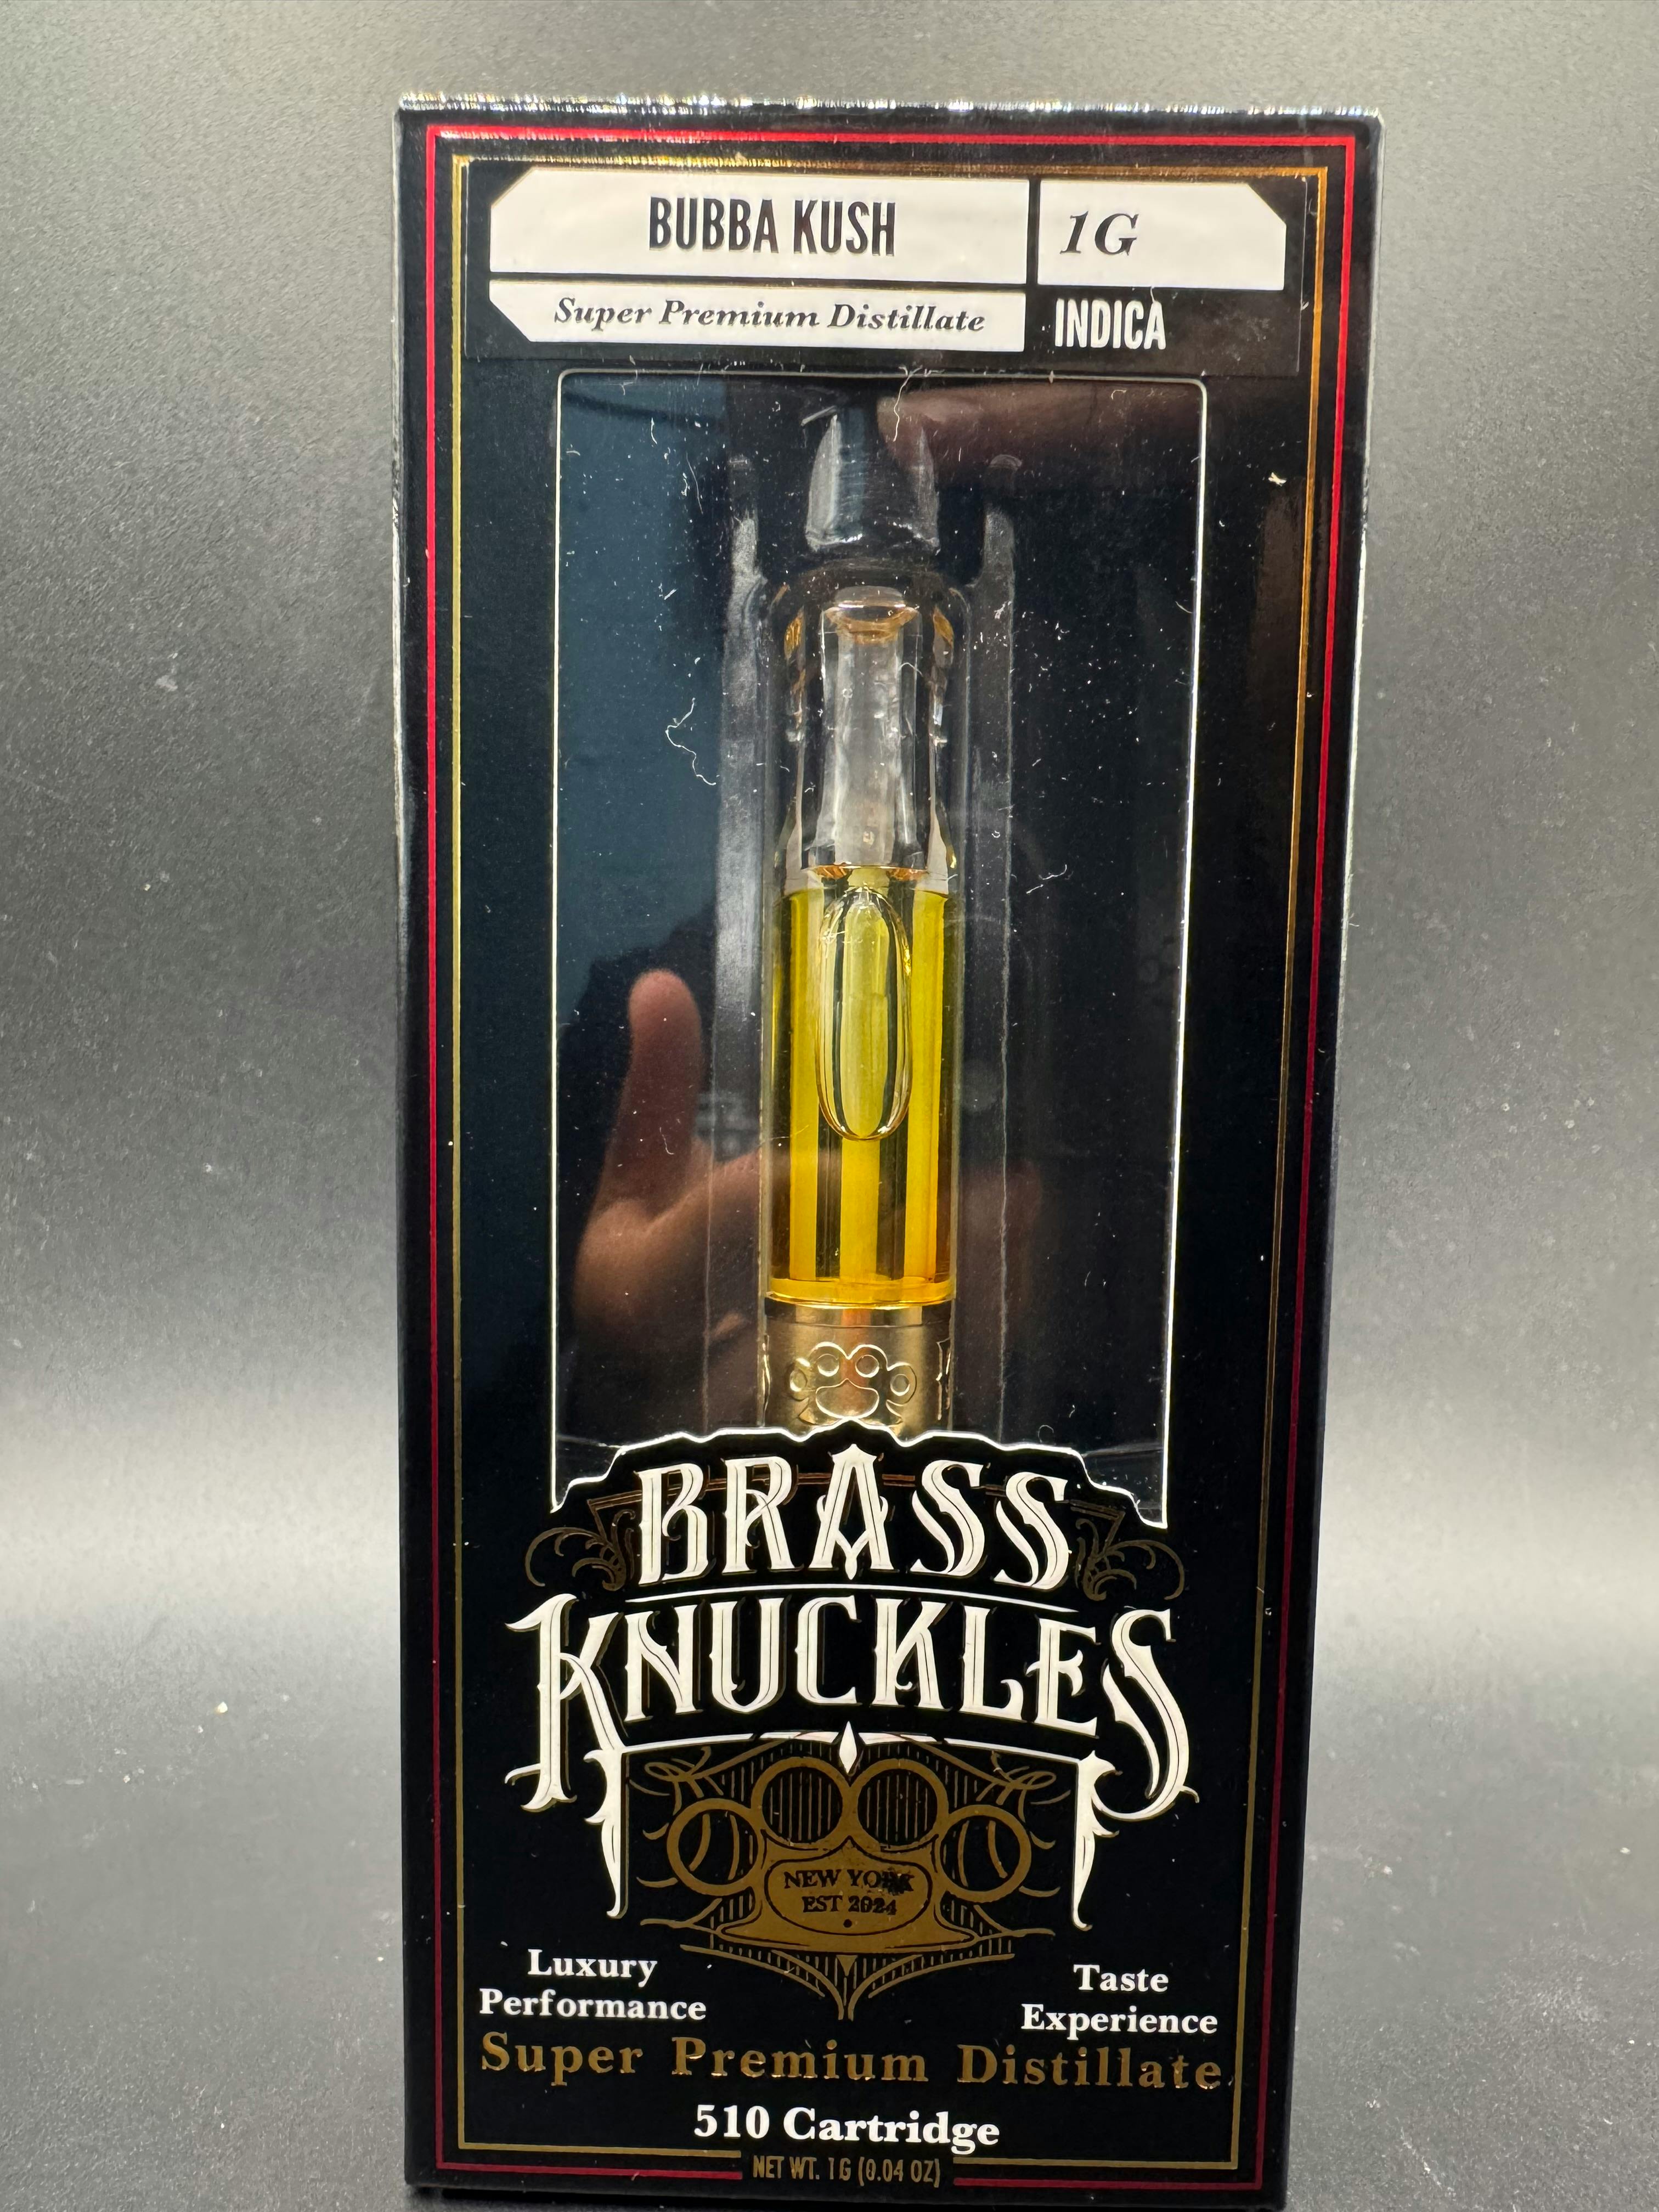 BUBBA KUSH
1G
Super Premium Distillate
INDICA
BRASS
KNUCKLES
NEW YORK
EST 2024
Luxury
Performance
Taste
Experience
Super Premium Distillate
510 Cartridge
NET WT. 1G (0.04 OZ)